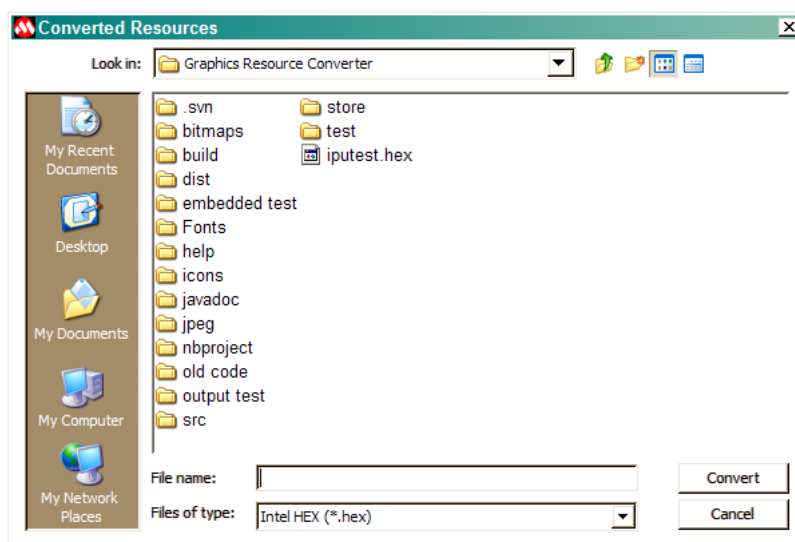 Converted Resources
Look in: Graphics Resource Converter
My Recent
Documents
Desktop
My Documents
My Computer
My Network
Places
.svn
bitmaps
build
dist
embedded test
Fonts
help
icons
javadoc
jpeg
nbproject
old code
output test
src
store
test
iputest.hex
File name:
Convert
Files of type: Intel HEX (*.hex)
Cancel